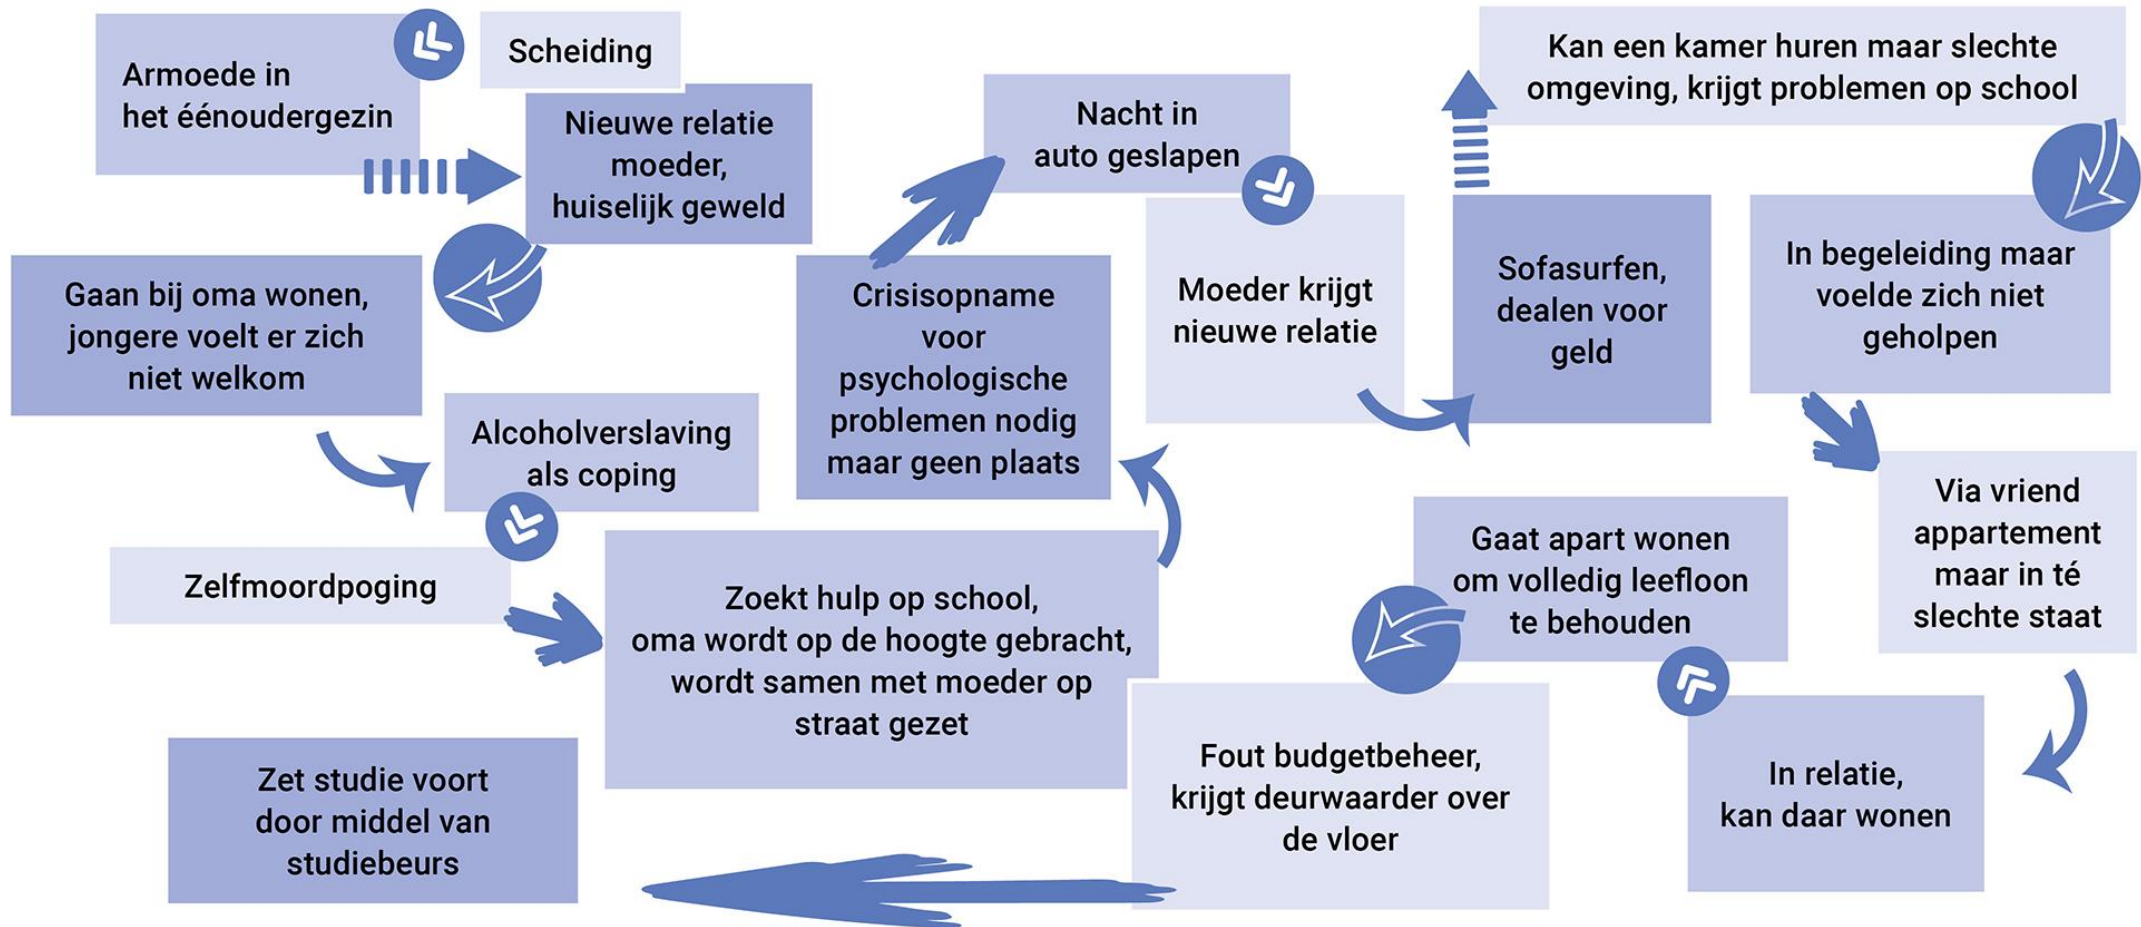 Scheiding
Armoede in
het éénoudergezin
Nieuwe relatie
moeder,
huiselijk geweld
Gaan bij oma wonen,
jongere voelt er zich
niet welkom
Alcoholverslaving
als coping
Zelfmoordpoging
Zoekt hulp op school,
oma wordt op de hoogte gebracht,
wordt samen met moeder op
straat gezet
Crisisopname
voor
psychologische
problemen nodig
maar geen plaats
Nacht in
auto geslapen
Moeder krijgt
nieuwe relatie
Sofasurfen,
dealen voor
geld
Kan een kamer huren maar slechte
omgeving, krijgt problemen op school
In begeleiding maar
voelde zich niet
geholpen
Via vriend
appartement
maar in té
slechte staat
In relatie,
kan daar wonen
Gaat apart wonen
om volledig leefloon
te behouden
Fout budgetbeheer,
krijgt deurwaarder over
de vloer
Zet studie voort
door middel van
studiebeurs